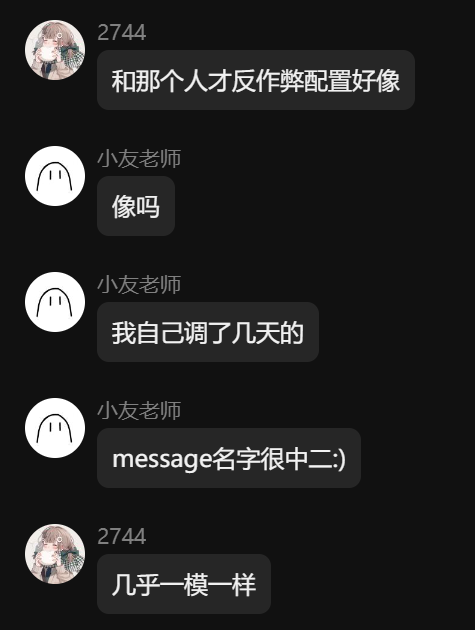 2744
和那个人才反作弊配置好像
小友老师
像吗
小友老师
我自己调了几天的
小友老师
message名字很中二:)
2744
几乎一模一样